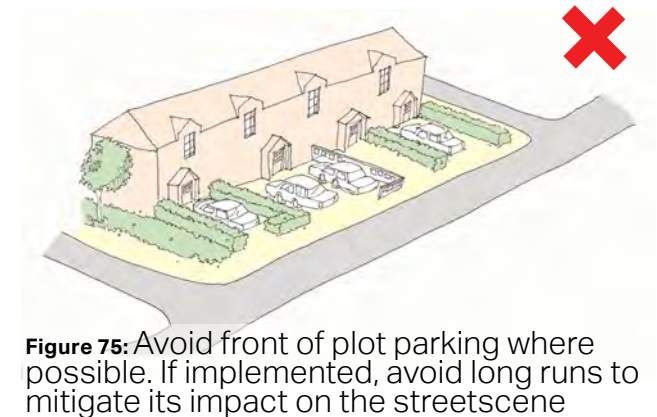 Figure 75: Avoid front of plot parking where
possible. If implemented, avoid long runs to
mitigate its impact on the streetscene